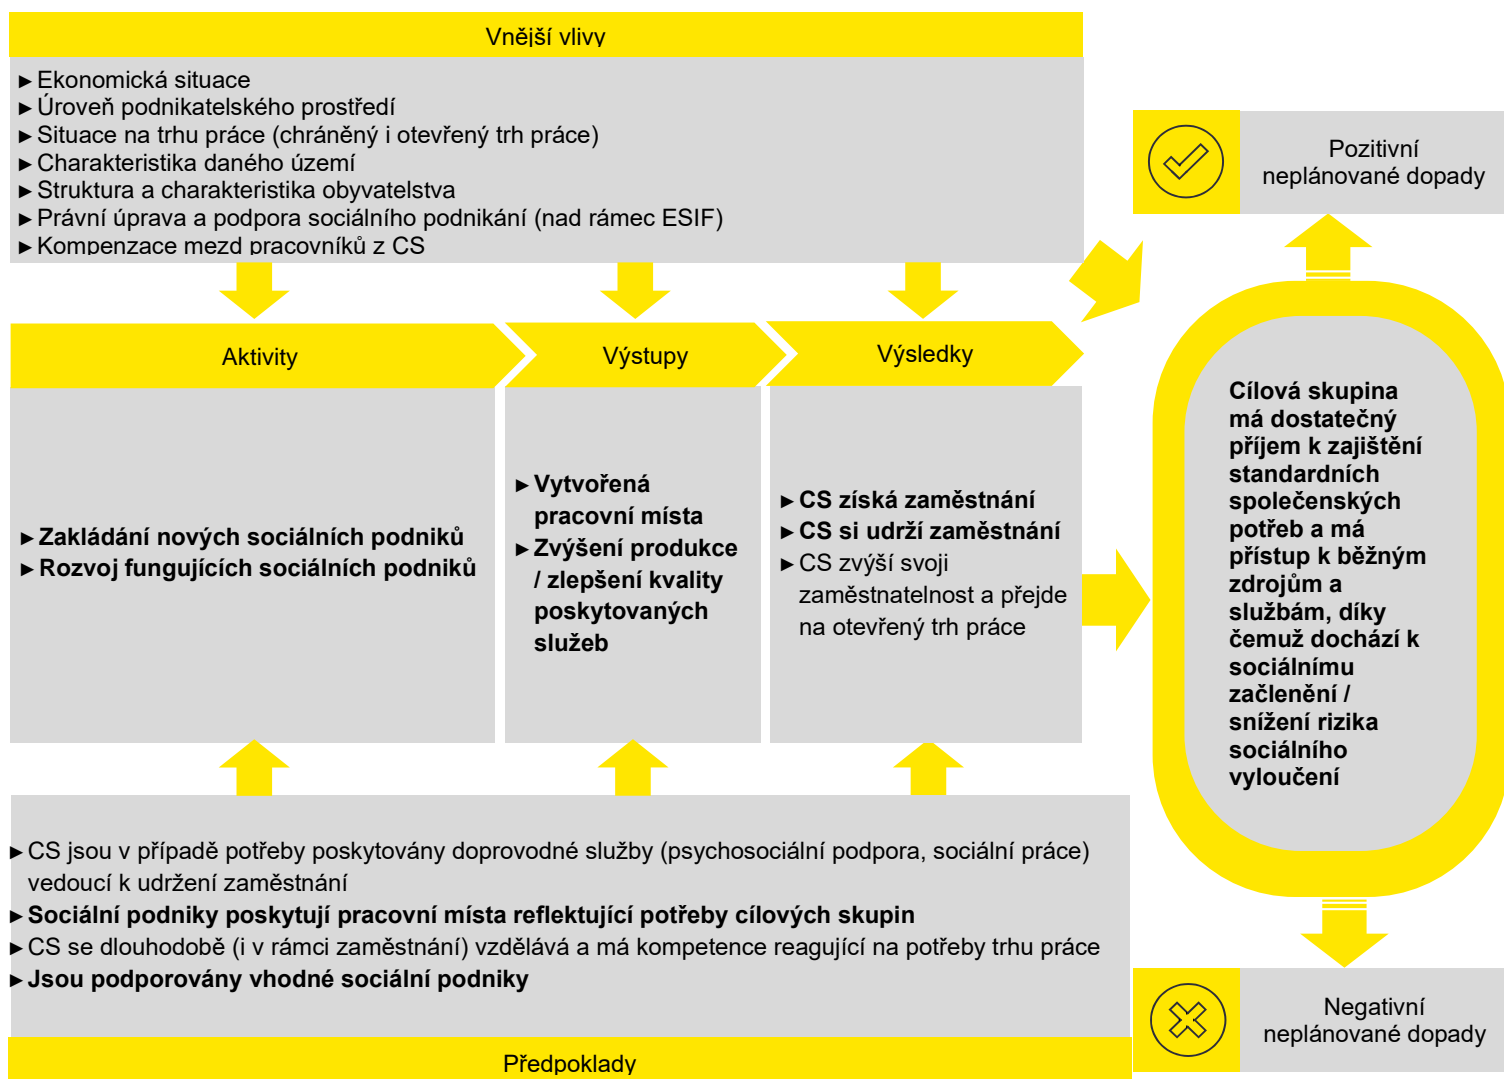 Vnější vlivy
►Ekonomická situace
►Úroveň podnikatelského prostředí
►Situace na trhu práce (chráněný i otevřený trh práce)
►Charakteristika daného území
►Struktura a charakteristika obyvatelstva
►Právní úprava a podpora sociálního podnikání (nad rámec ESIF)
►Kompenzace mezd pracovníků z CS
Pozitivní
neplánované dopady
Aktivity
►Zakládání nových sociálních podniků
►Rozvoj fungujících sociálních podniků
Výstupy
►Vytvořená
pracovní místa
►Zvýšení produkce
/ zlepšení kvality
poskytovaných
služeb
Výsledky
►CS získá zaměstnání
►CS si udrží zaměstnání
►CS zvýší svoji
zaměstnatelnost a přejde
na otevřený trh práce
Cílová skupina
má dostatečný
příjem k zajištění
standardních
společenských
potřeb a má
přístup k běžným
zdrojům a
službám, díky
čemuž dochází k
sociálnímu
začlenění /
snížení rizika
sociálního
vyloučení
►CS jsou v případě potřeby poskytovány doprovodné služby (psychosociální podpora, sociální práce)
vedoucí k udržení zaměstnání
►Sociální podniky poskytují pracovní místa reflektující potřeby cílových skupin
►CS se dlouhodobě (i v rámci zaměstnání) vzdělává a má kompetence reagující na potřeby trhu práce
►Jsou podporovány vhodné sociální podniky
Předpoklady
Negativní
neplánované dopady